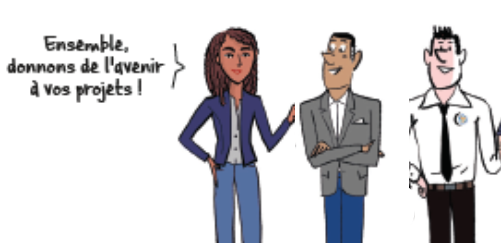 Ensemble,
donnons de l'avenir
à vos projets !